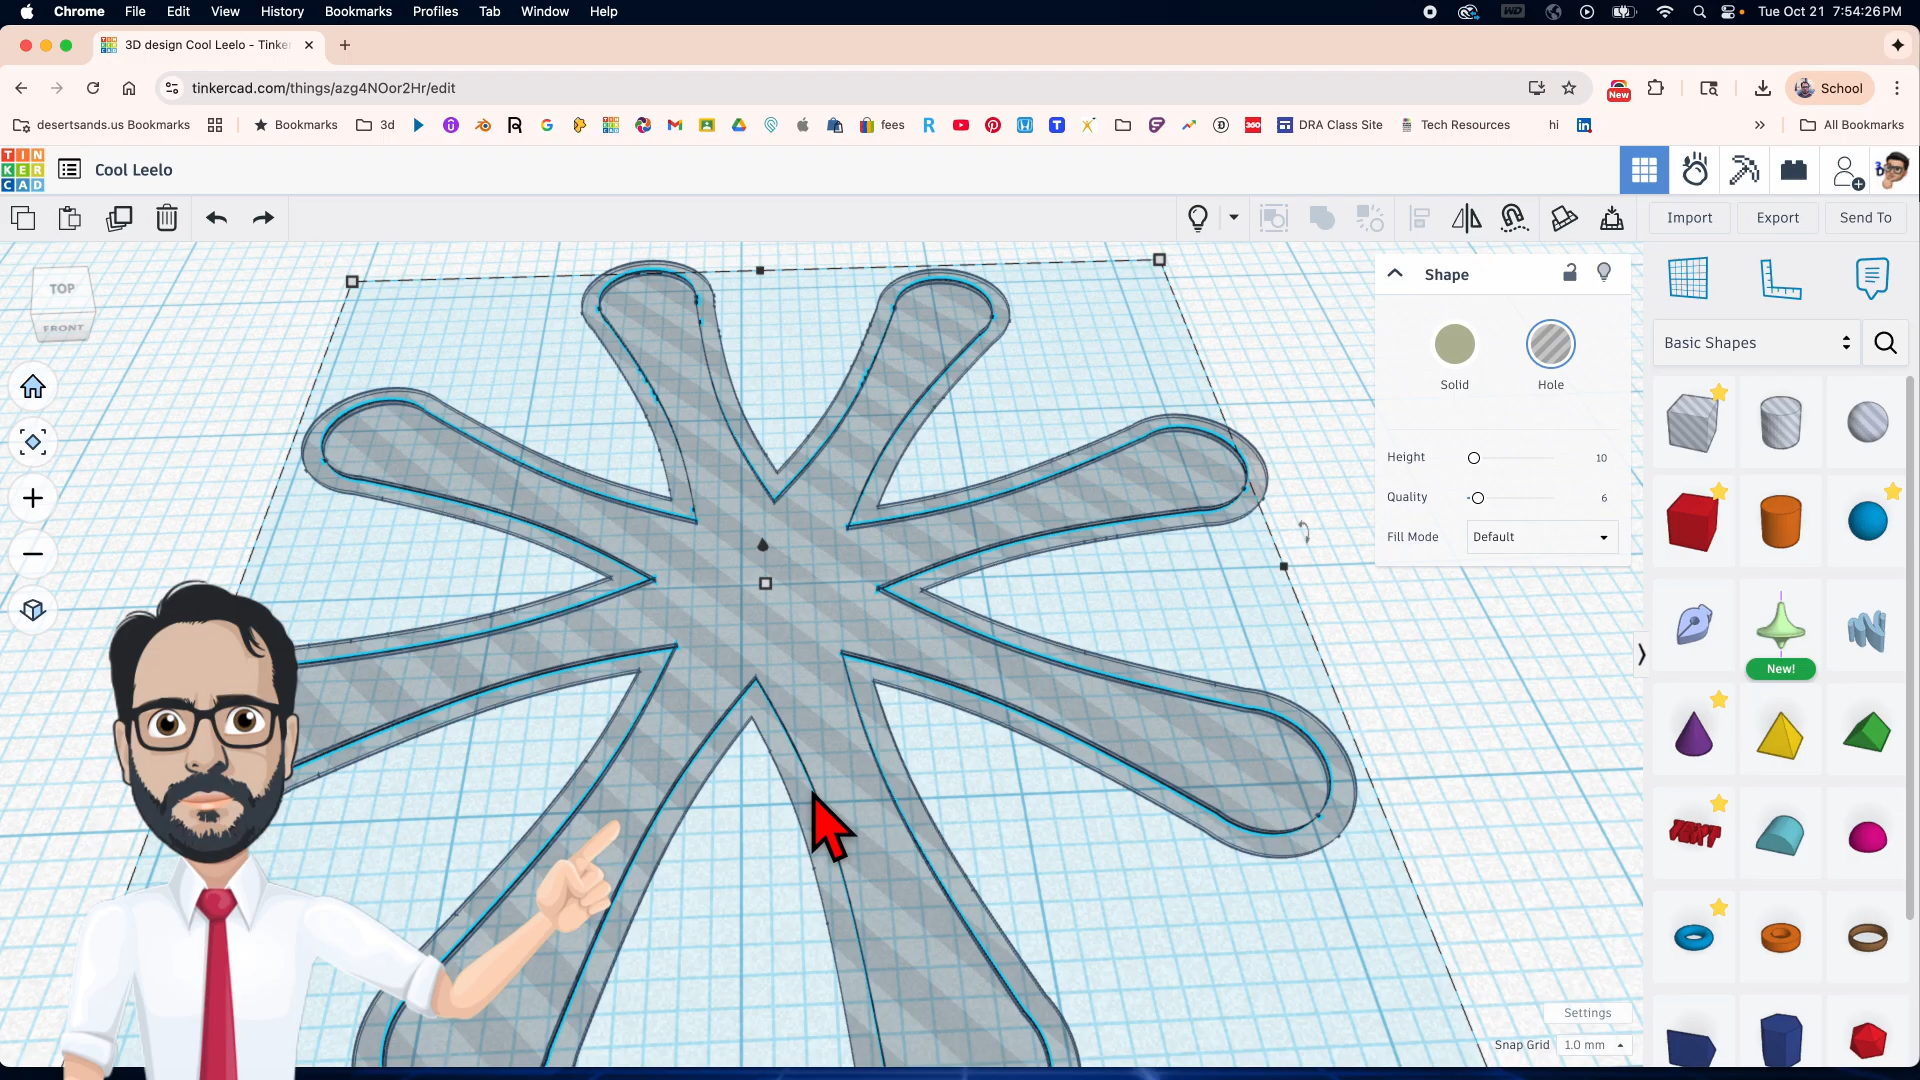 Chrome File Edit View History Bookmarks Profiles Tab Window Help
WD
Tue Oct 21 7:54:26 PM
3D design Cool Leelo - Tinker
tinkercad.com/things/azg4NOor2Hr/edit
New
School
desertsands.us Bookmarks
Bookmarks
3d
fees
DRA Class Site
Tech Resources
hi
All Bookmarks
TIN
KER
CAD
Cool Leelo
Import
Export
Send To
TOP
FRONT
Shape
Solid
Hole
Height
10
Quality
6
Fill Mode
Default
Basic Shapes
New!
TEXT
Settings
Snap Grid
1.0 mm